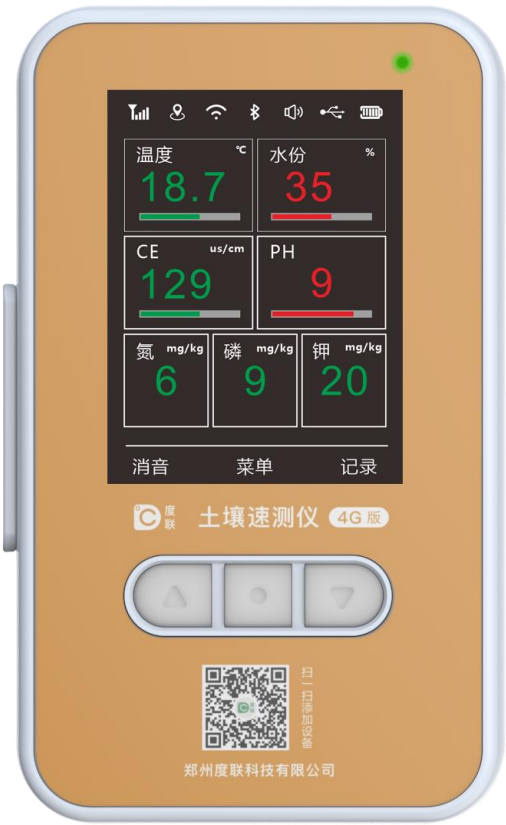 温度 ℃ 水份 %
18.7 35
CE us/cm PH
129 9
氮 mg/kg 磷 mg/kg 钾 mg/kg
6 9 20
消音 菜单 记录
度联 土壤速测仪 4G版
扫一扫添加设备
郑州度联科技有限公司